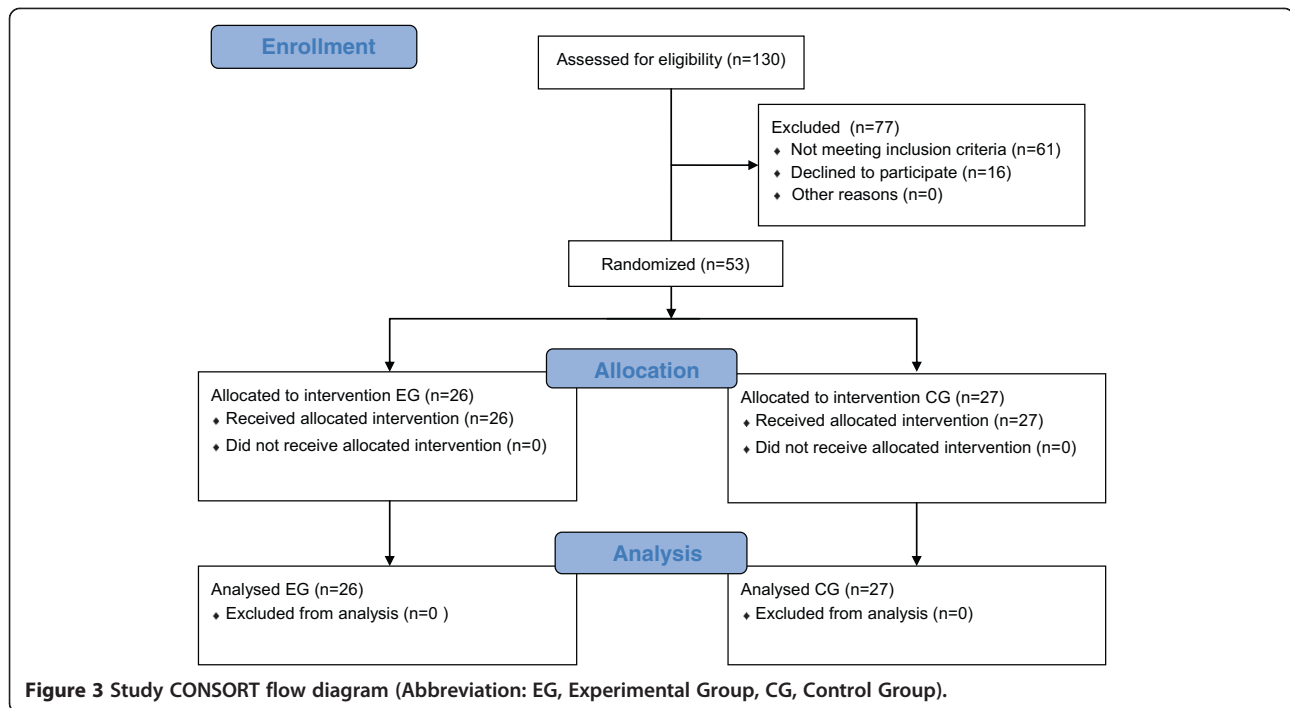 Enrollment
Assessed for eligibility (n=130)
Excluded (n=77)
♦ Not meeting inclusion criteria (n=61)
♦ Declined to participate (n=16)
♦ Other reasons (n=0)
Randomized (n=53)
Allocation
Allocated to intervention EG (n=26)
♦ Received allocated intervention (n=26)
♦ Did not receive allocated intervention (n=0)
Allocated to intervention CG (n=27)
♦ Received allocated intervention (n=27)
♦ Did not receive allocated intervention (n=0)
Analysis
Analysed EG (n=26)
♦ Excluded from analysis (n=0 )
Analysed CG (n=27)
♦ Excluded from analysis (n=0)
Figure 3 Study CONSORT flow diagram (Abbreviation: EG, Experimental Group, CG, Control Group).